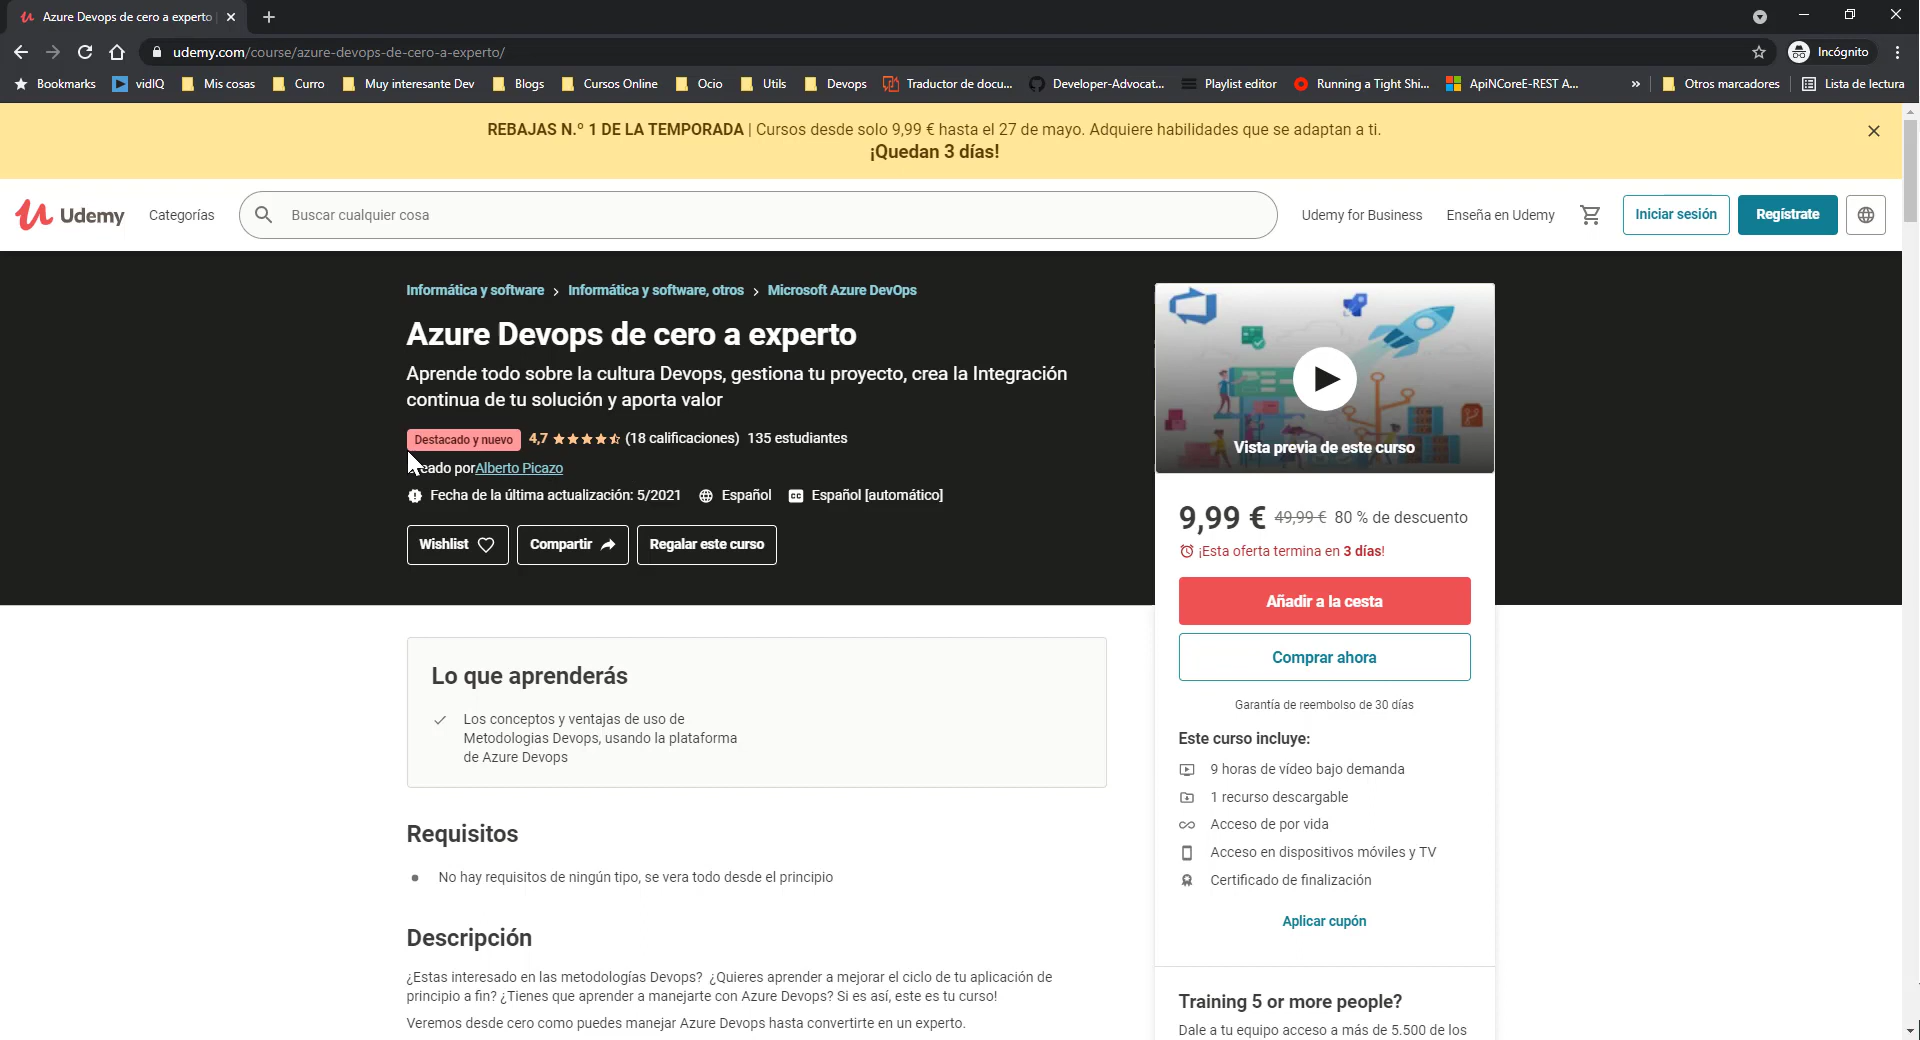 Azure Devops de cero a experto
udemy.com/course/azure-devops-de-cero-a-experto/
Incógnito
Bookmarks
vidIQ
Mis cosas
Curro
Muy interesante Dev
Blogs
Cursos Online
Ocio
Utils
Devops
Traductor de docu...
Developer-Advocat...
Playlist editor
Running a Tight Shi...
ApiNCoreE-REST A...
»
Otros marcadores
Lista de lectura
REBAJAS N.º 1 DE LA TEMPORADA | Cursos desde solo 9,99 € hasta el 27 de mayo. Adquiere habilidades que se adaptan a ti.
¡Quedan 3 días!
Udemy
Categorías
Buscar cualquier cosa
Udemy for Business
Enseña en Udemy
Iniciar sesión
Regístrate
Informática y software > Informática y software, otros > Microsoft Azure DevOps
Azure Devops de cero a experto
Aprende todo sobre la cultura Devops, gestiona tu proyecto, crea la Integración
continua de tu solución y aporta valor
Destacado y nuevo 4,7 (18 calificaciones) 135 estudiantes
eado por Alberto Picazo
Fecha de la última actualización: 5/2021 Español CC Español [automático]
Wishlist
Compartir
Regalar este curso
Vista previa de este curso
9,99 € 49,99 € 80 % de descuento
¡Esta oferta termina en 3 días!
Añadir a la cesta
Comprar ahora
Garantía de reembolso de 30 días
Este curso incluye:
9 horas de vídeo bajo demanda
1 recurso descargable
Acceso de por vida
Acceso en dispositivos móviles y TV
Certificado de finalización
Aplicar cupón
Training 5 or more people?
Dale a tu equipo acceso a más de 5.500 de los
Lo que aprenderás
Los conceptos y ventajas de uso de
Metodologias Devops, usando la plataforma
de Azure Devops
Requisitos
No hay requisitos de ningún tipo, se vera todo desde el principio
Descripción
¿Estas interesado en las metodologías Devops? ¿Quieres aprender a mejorar el ciclo de tu aplicación de
principio a fin? ¿Tienes que aprender a manejarte con Azure Devops? Si es así, este es tu curso!
Veremos desde cero como puedes manejar Azure Devops hasta convertirte en un experto.